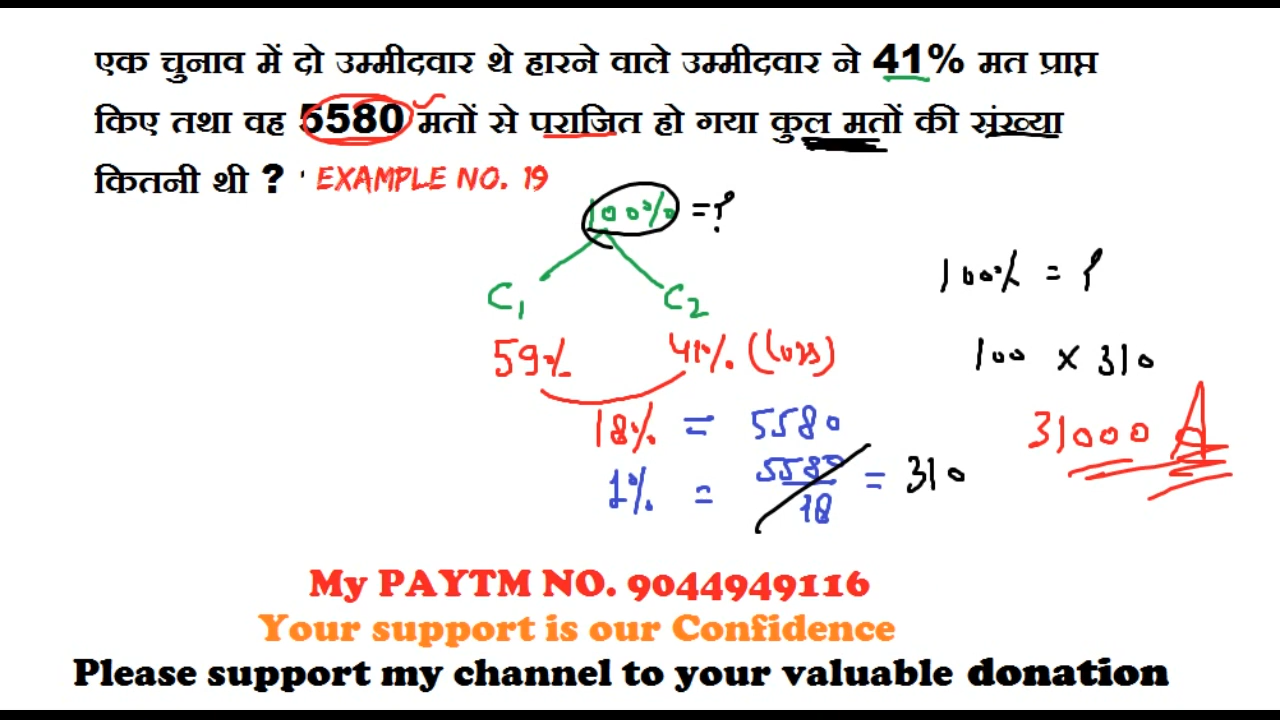 एक चुनाव में दो उम्मीदवार थे हारने वाले उम्मीदवार ने 41% मत प्राप्त
किए तथा वह 5580 मतों से पराजित हो गया कुल मतों की संख्या
कितनी थी ?
EXAMPLE NO. 19
100% = ?
C1 C2
59% 41% (loss)
18% = 5580
1% = 5580/18 = 310
100% = ?
100 x 310
31000 A
My PAYTM NO. 9044949116
Your support is our Confidence
Please support my channel to your valuable donation